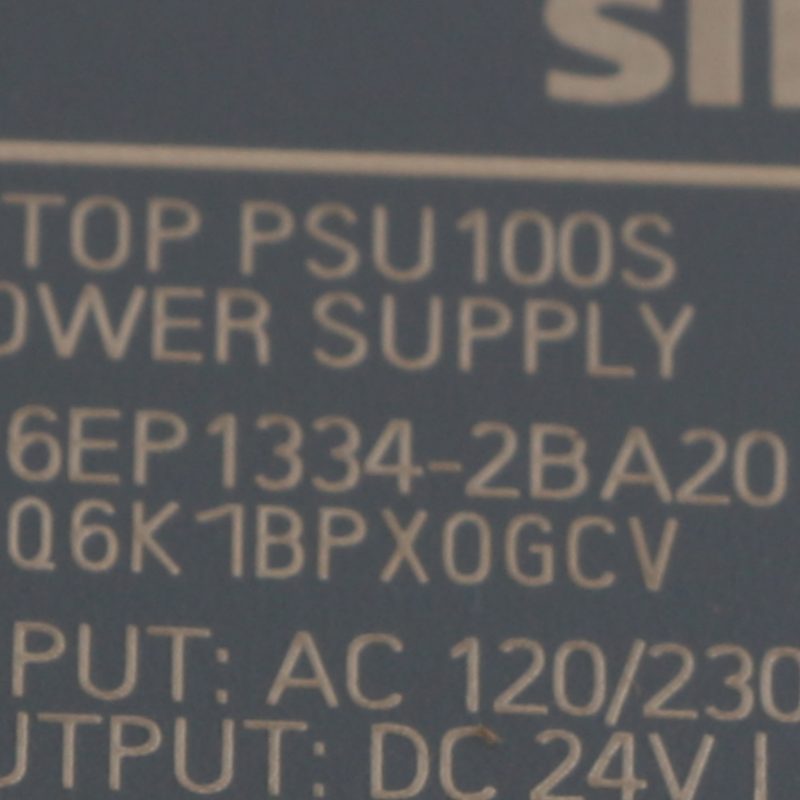 SI
TOP PSU100S
OWER SUPPLY
6EP1334-2BA20
Q6K1BPX0GCV
PUT: AC 120/230
UTPUT: DC 24V